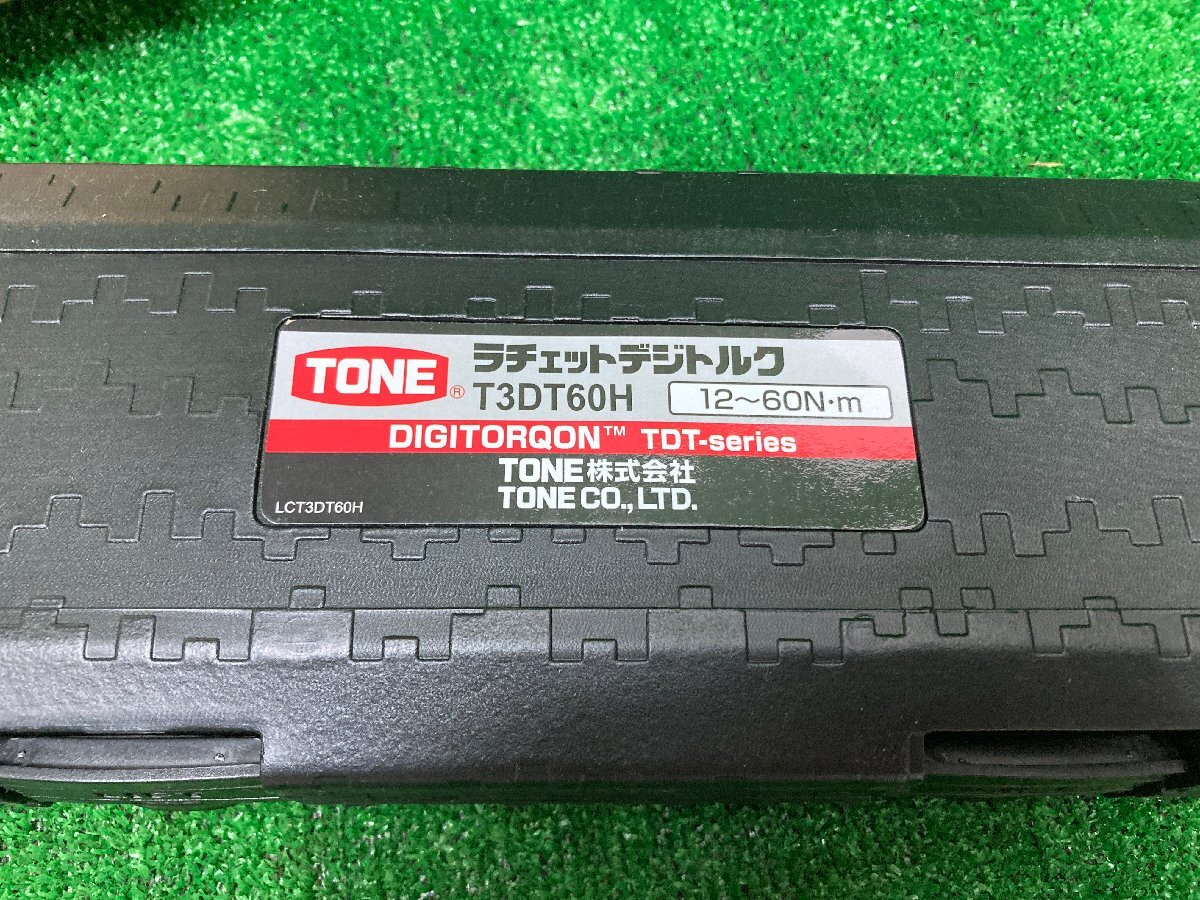 TONE®
ラチェットデジトルク
T3DT60H 12〜60N·m
DIGITORQON™ TDT-series
TONE株式会社
TONE CO.,LTD.
LCT3DT60H